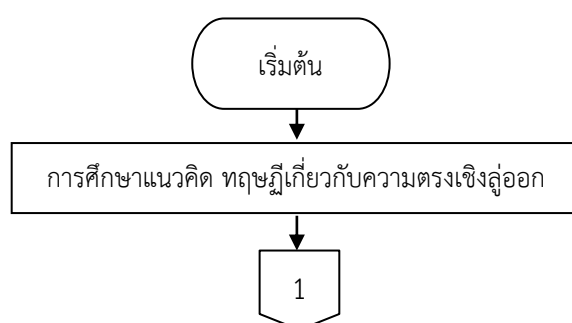 เริ่มต้น
การศึกษาแนวคิด ทฤษฏีเกี่ยวกับความตรงเชิงลู่ออก
1